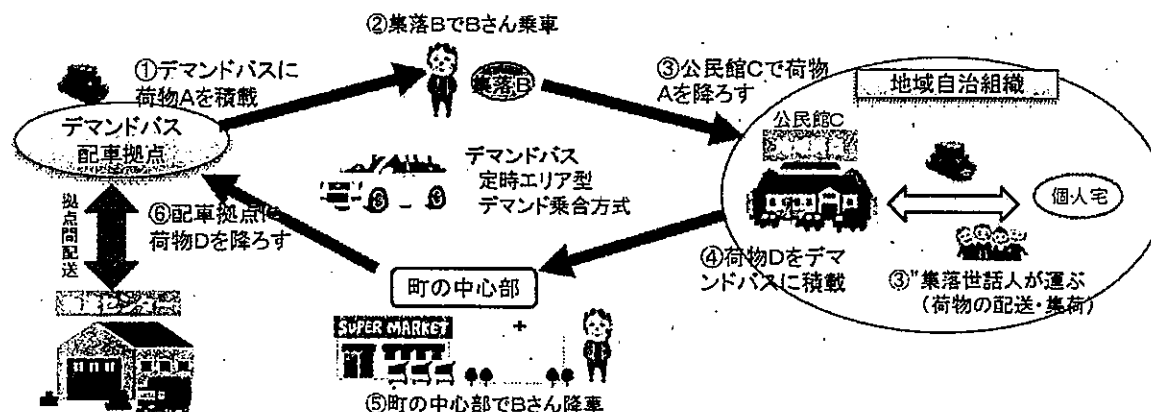 ②集落BでBさん乗車
①デマンドバスに
荷物Aを積載
集落B
③公民館Cで荷物
Aを降ろす
地域自治組織
公民館C
デマンドバス
配車拠点
デマンドバス
定時エリア型
デマンド乗合方式
個人宅
拠点間配送
⑥配車拠点に
荷物Dを降ろす
④荷物Dをデマ
ンドバスに積載
③"集落世話人が運ぶ
(荷物の配送・集荷)
町の中心部
SUPER MARKET
⑤町の中心部でBさん降車